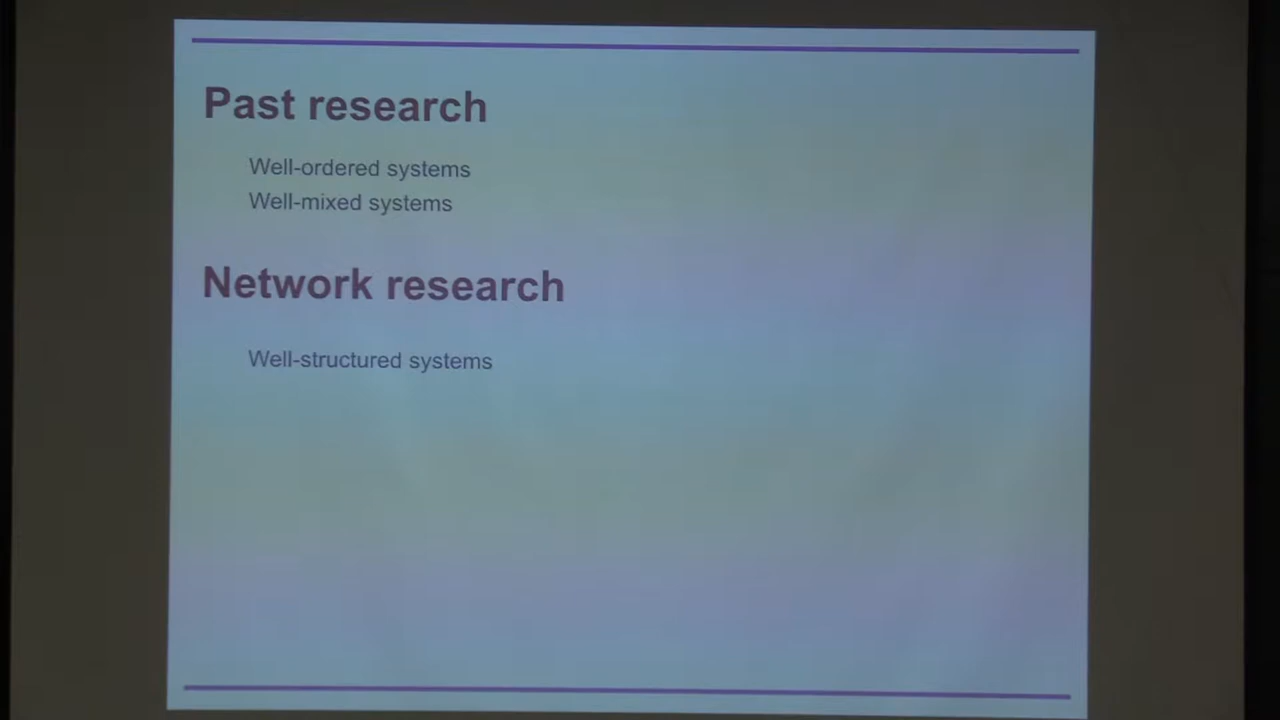 Past research
Well-ordered systems
Well-mixed systems
Network research
Well-structured systems